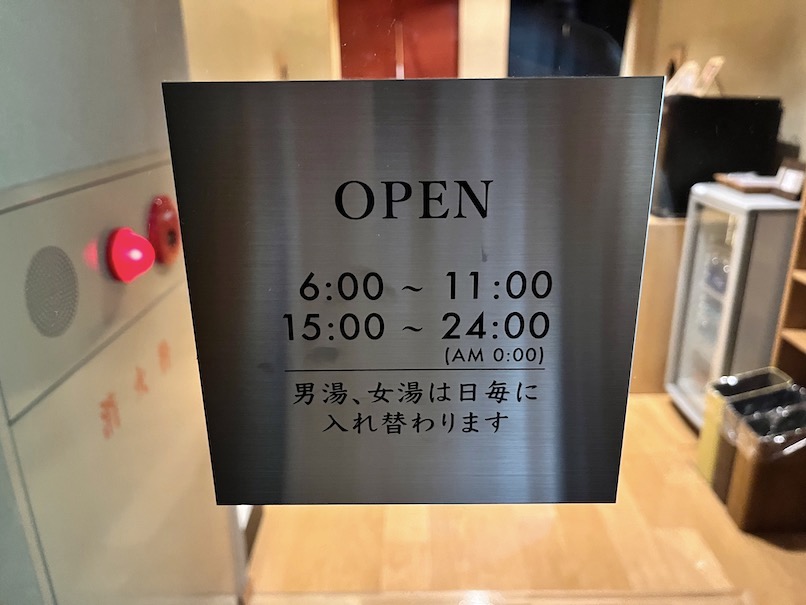 OPEN
6:00 ~ 11:00
15:00 ~ 24:00
(AM 0:00)
男湯、女湯は日毎に
入れ替わります